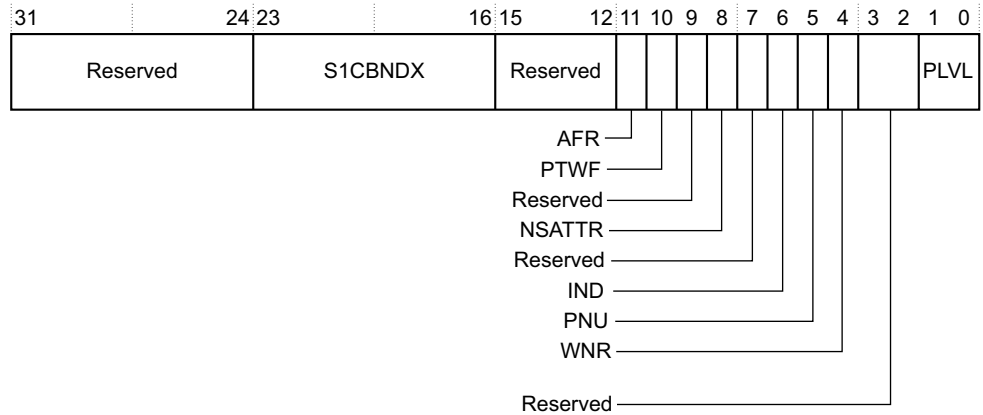 31 24 23 16 15 12 11 10 9 8 7 6 5 4 3 2 1 0
Reserved S1CBNDX Reserved PLVL
AFR
PTWF
Reserved
NSATTR
Reserved
IND
PNU
WNR
Reserved